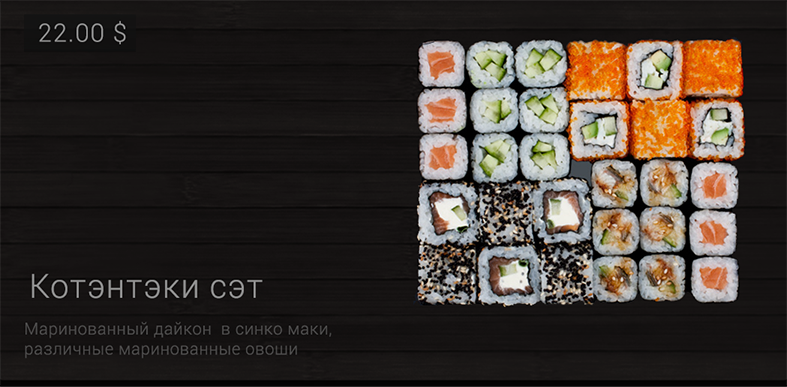 22.00 $
Котэнтэки сэт
Маринованный дайкон в синко маки,
различные маринованные овоши